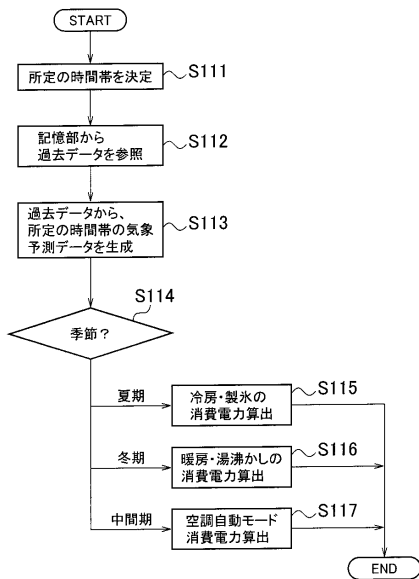 START
所定の時間帯を決定
S111
記憶部から
過去データを参照
S112
過去データから、
所定の時間帯の気象
予測データを生成
S113
季節？
S114
夏期
冷房・製氷の
消費電力算出
S115
冬期
暖房・湯沸かしの
消費電力算出
S116
中間期
空調自動モード
消費電力算出
S117
END